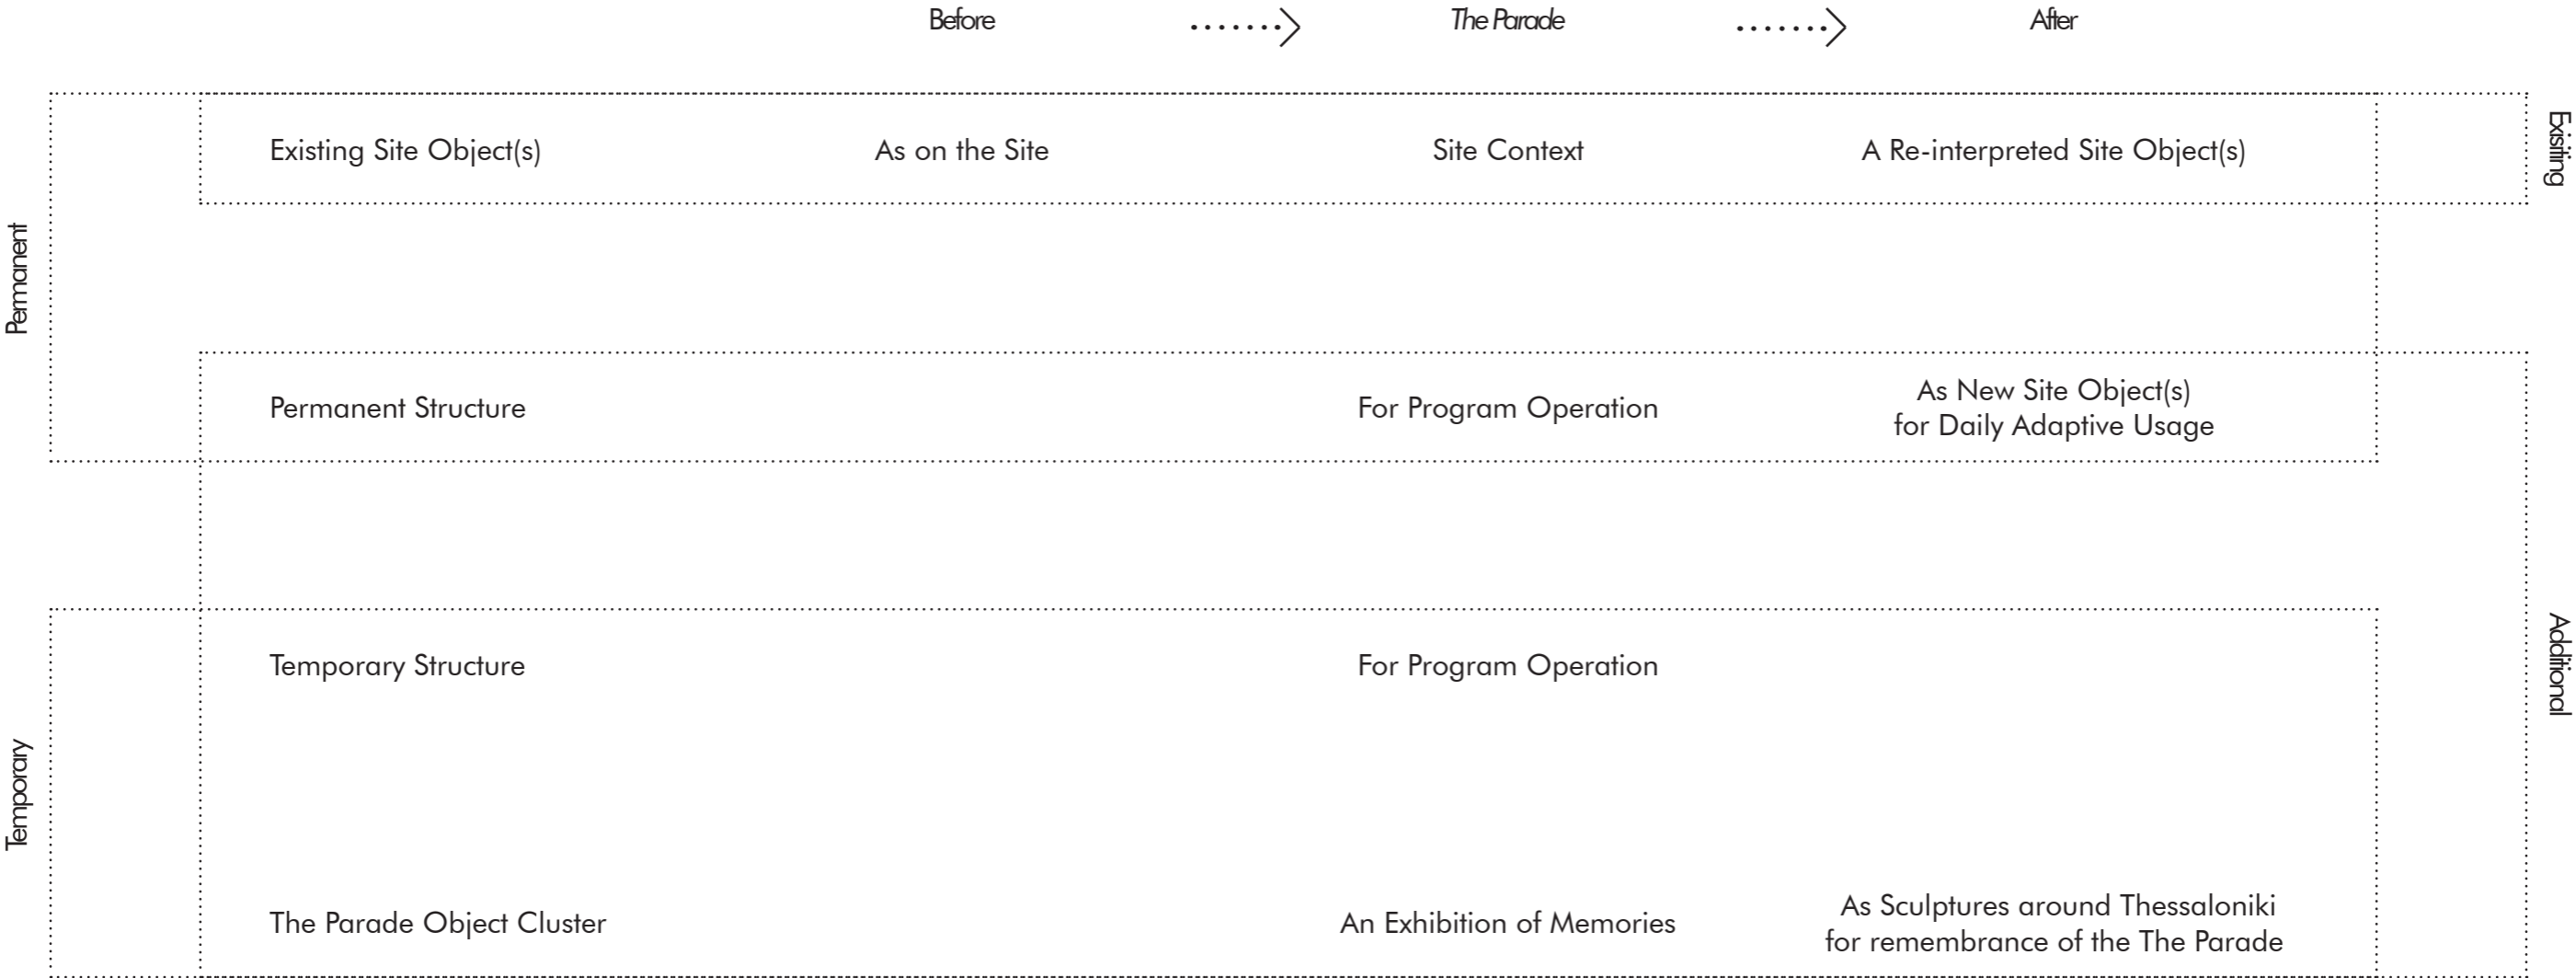 Before
The Parade
After
Existing Site Object(s)
As on the Site
Site Context
A Re-interpreted Site Object(s)
Exisiting
Permanent
Permanent Structure
For Program Operation
As New Site Object(s)
for Daily Adaptive Usage
Temporary Structure
For Program Operation
Additional
Temporary
The Parade Object Cluster
An Exhibition of Memories
As Sculptures around Thessaloniki
for remembrance of the The Parade